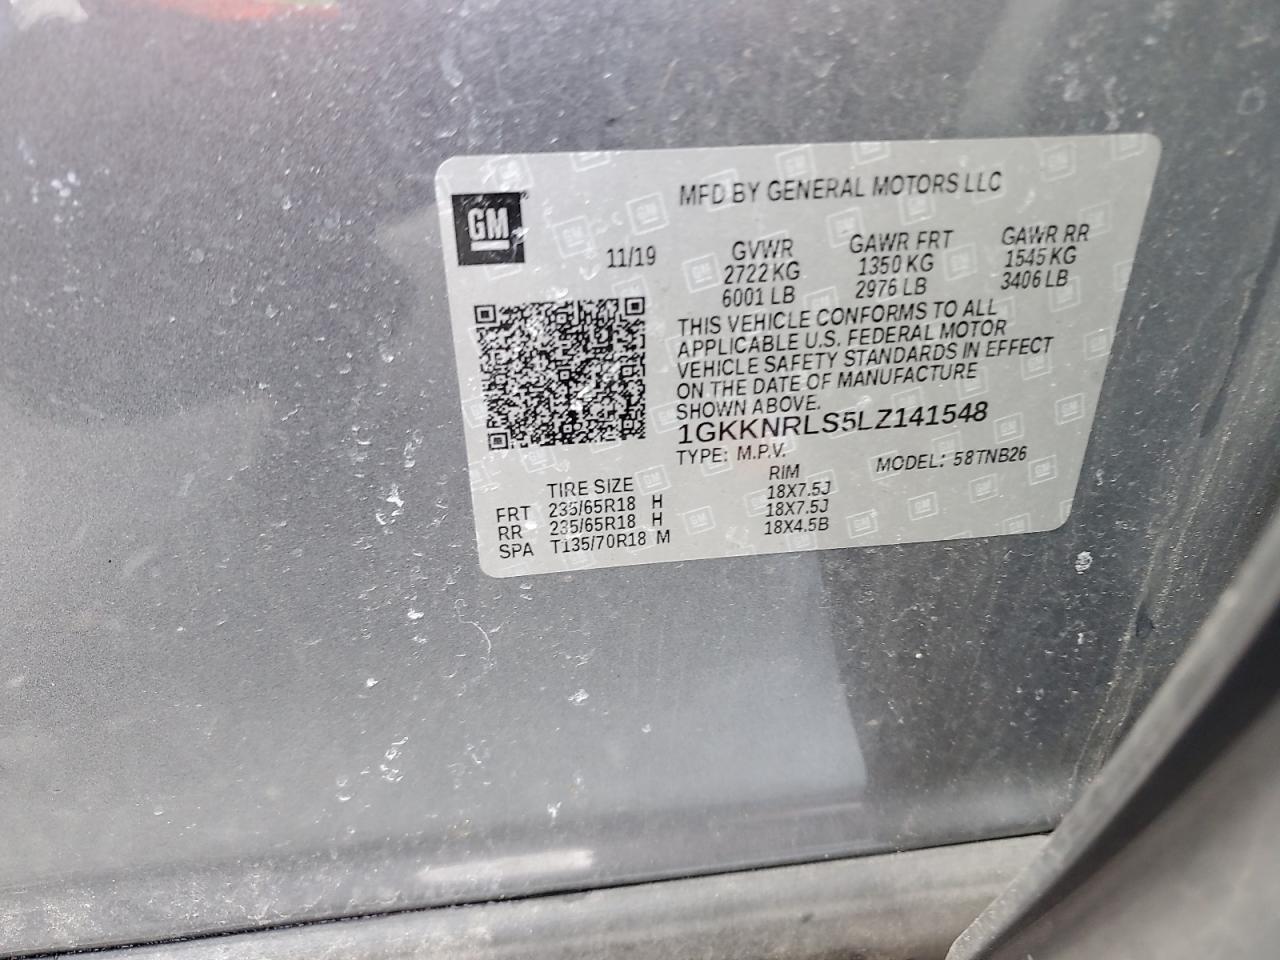 GM
MFD BY GENERAL MOTORS LLC
11/19 GVWR GAWR FRT GAWR RR
2722 KG 1350 KG 1545 KG
6001 LB 2976 LB 3406 LB
THIS VEHICLE CONFORMS TO ALL
APPLICABLE U.S. FEDERAL MOTOR
VEHICLE SAFETY STANDARDS IN EFFECT
ON THE DATE OF MANUFACTURE
SHOWN ABOVE.
1GKKNRLS5LZ141548
TYPE: M.P.V. MODEL: 58TNB26
TIRE SIZE RIM
FRT 235/65R18 H 18X7.5J
RR 235/65R18 H 18X7.5J
SPA T135/70R18 M 18X4.5B